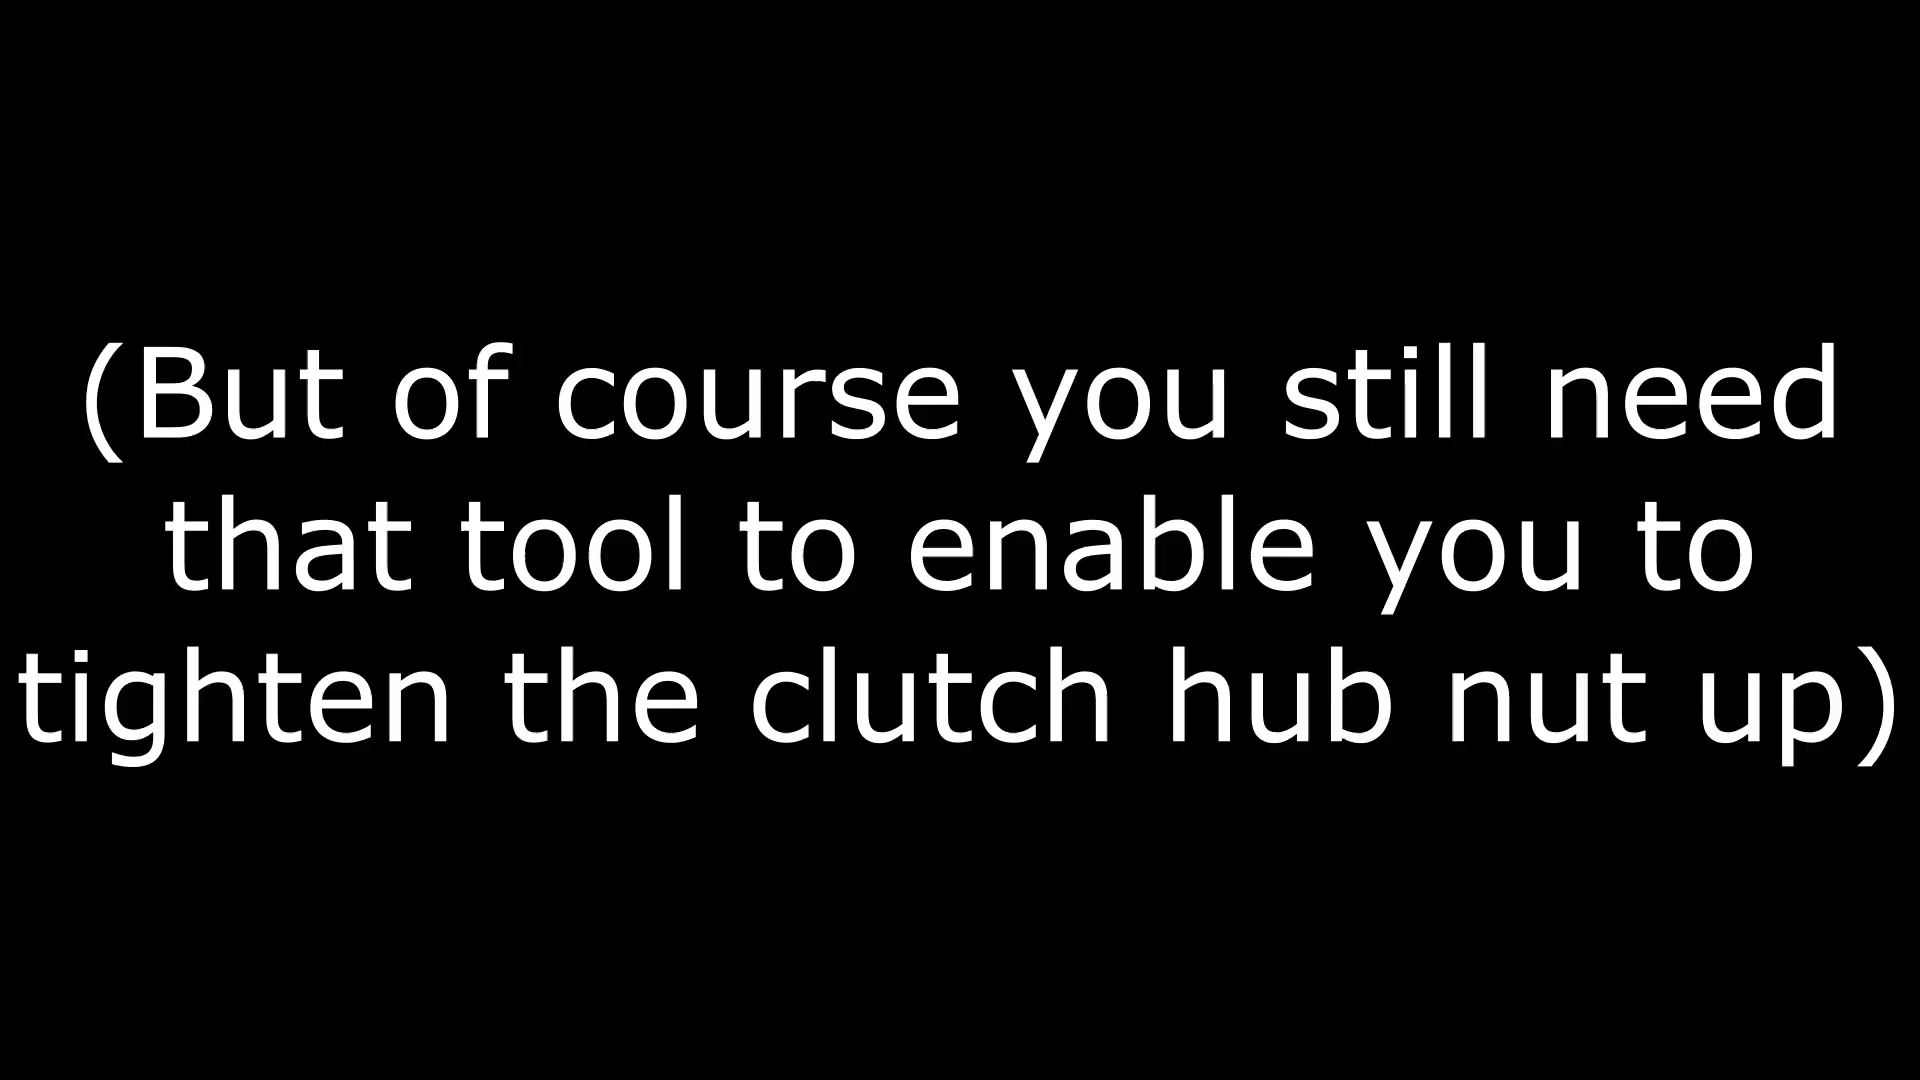 (But of course you still need
that tool to enable you to
tighten the clutch hub nut up)